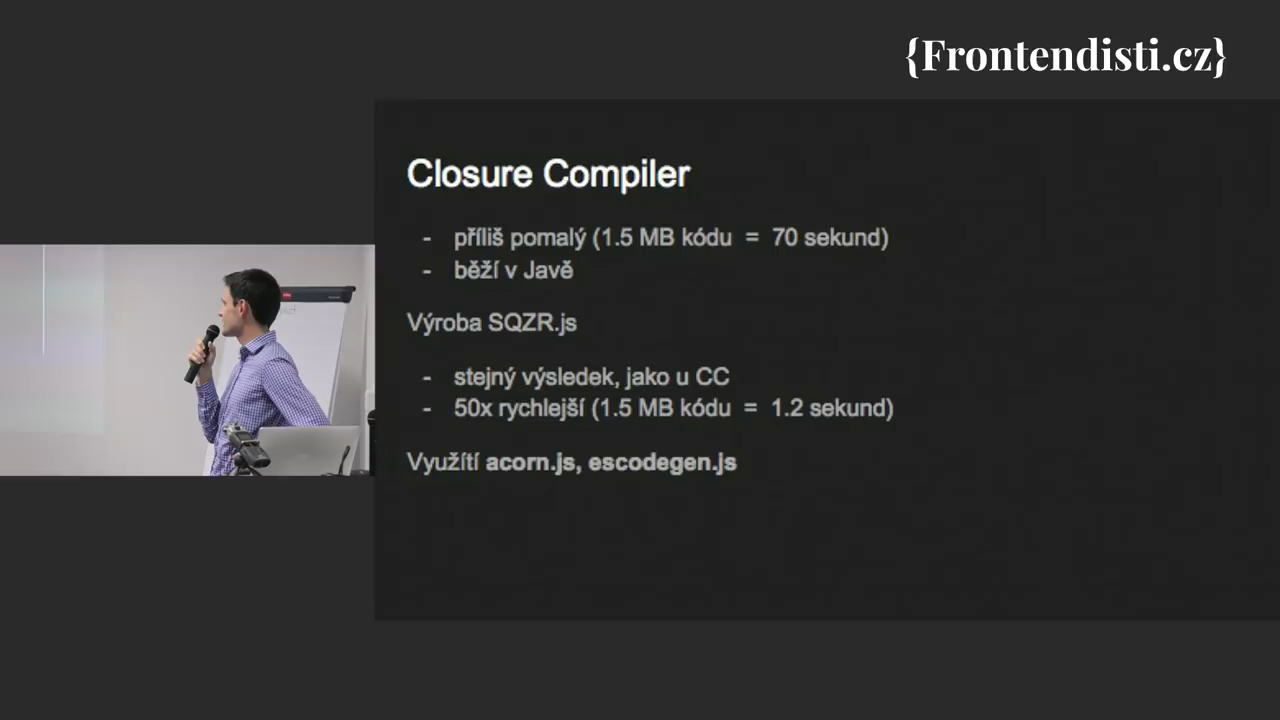 {Frontendisti.cz}
Closure Compiler
- příliš pomalý (1.5 MB kódu = 70 sekund)
- běží v Javě
Výroba SQZR.js
- stejný výsledek, jako u CC
- 50x rychlejší (1.5 MB kódu = 1.2 sekund)
Využítí acorn.js, escodegen.js